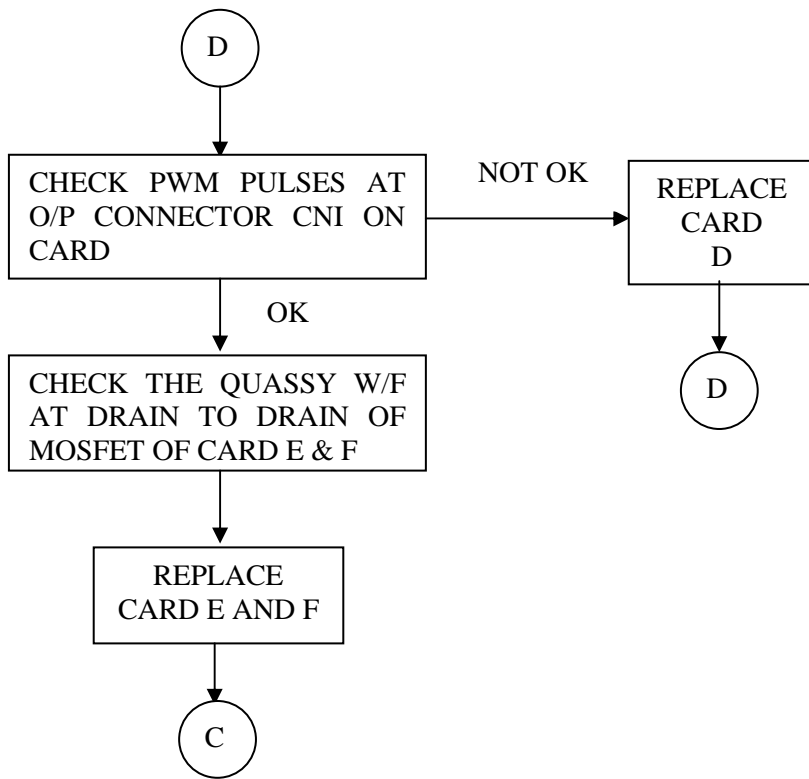 D
CHECK PWM PULSES AT
O/P CONNECTOR CNI ON
CARD
NOT OK
REPLACE
CARD
D
OK
D
CHECK THE QUASSY W/F
AT DRAIN TO DRAIN OF
MOSFET OF CARD E & F
REPLACE
CARD E AND F
C